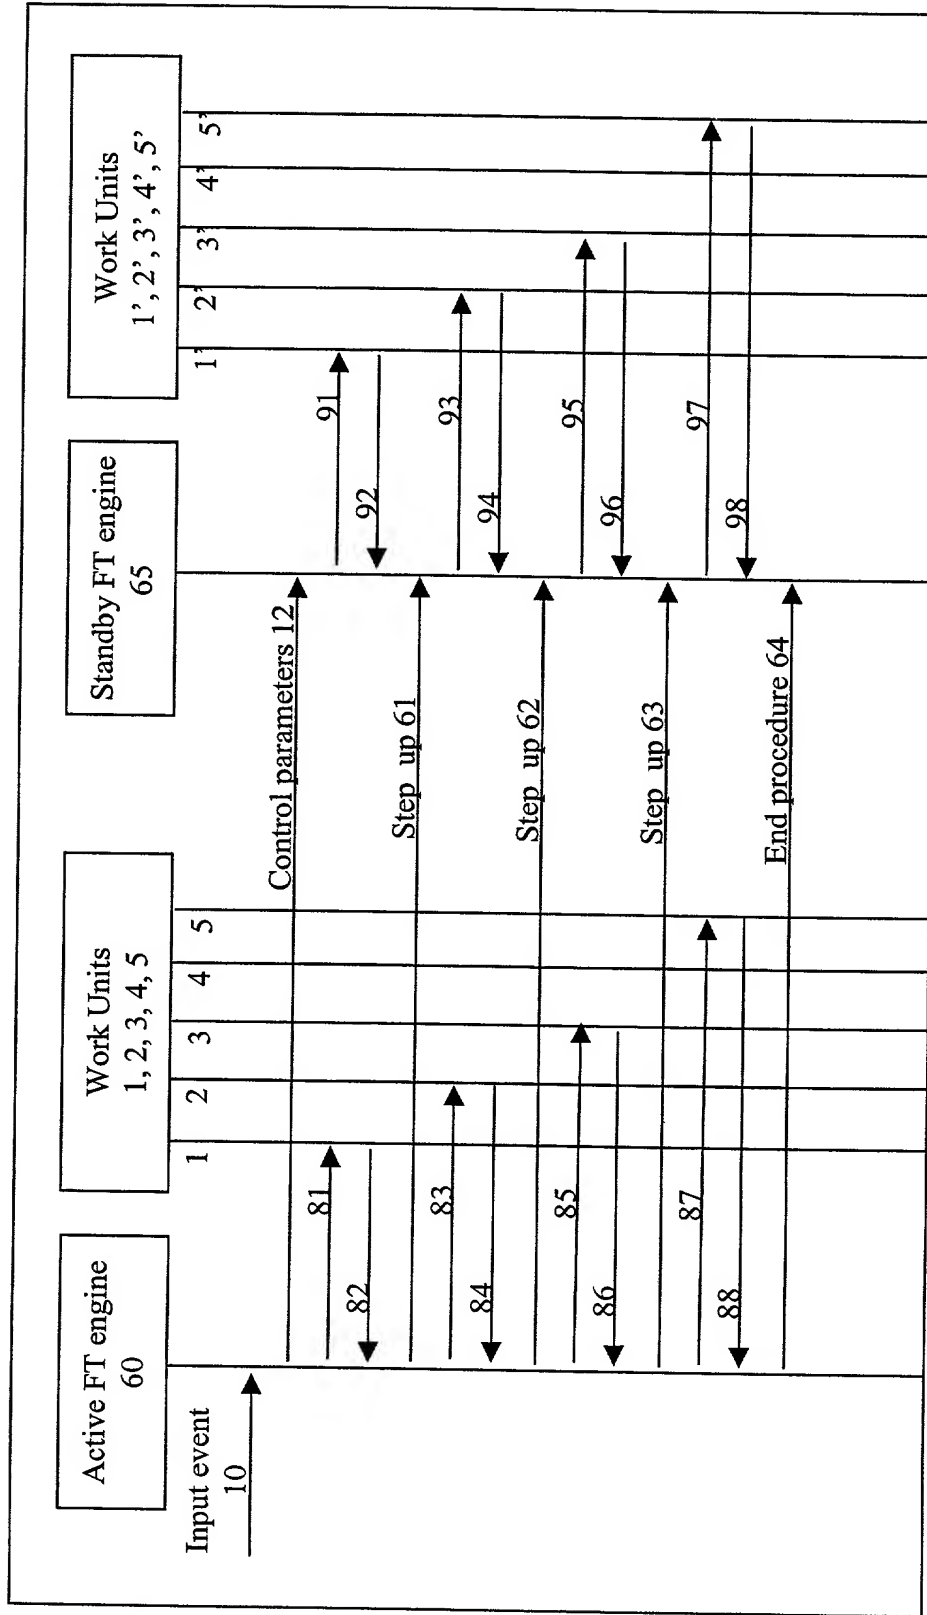 Active FT engine
60
Work Units
1, 2, 3, 4, 5
Standby FT engine
65
Work Units
1', 2', 3', 4', 5'
1
2
3
4
5
1'
2'
3'
4'
5'
Input event
10
Control parameters 12
81
91
82
92
Step up 61
83
93
84
94
Step up 62
85
95
86
96
Step up 63
87
97
88
98
End procedure 64